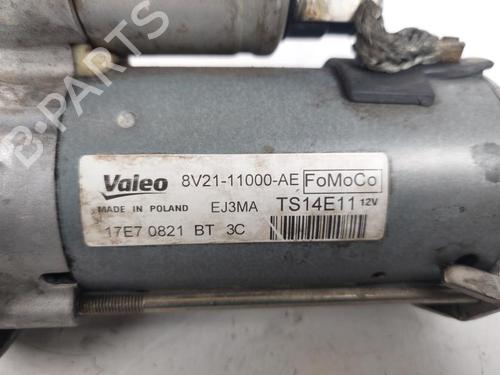 B-PARTS
Valeo 8V21-11000-AE FoMoCo
MADE IN POLAND EJ3MA TS14E11 12V
17E7 0821 BT 3C